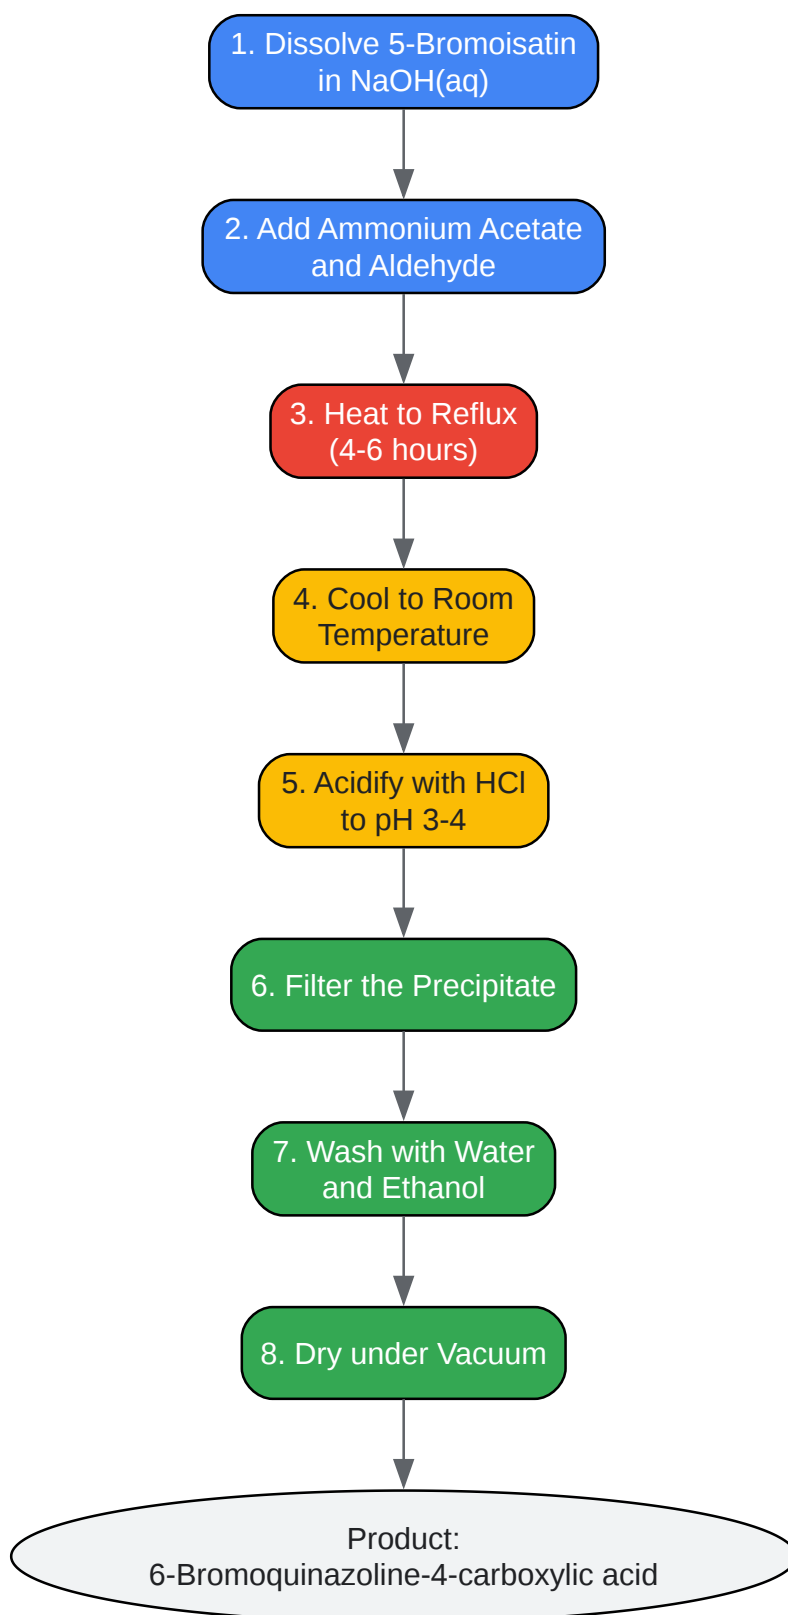 1. Dissolve 5-Bromoisatin
in NaOH(aq)
2. Add Ammonium Acetate
and Aldehyde
3. Heat to Reflux
(4-6 hours)
4. Cool to Room
Temperature
5. Acidify with HCl
to pH 3-4
6. Filter the Precipitate
7. Wash with Water
and Ethanol
8. Dry under Vacuum
Product:
6-Bromoquinazoline-4-carboxylic acid